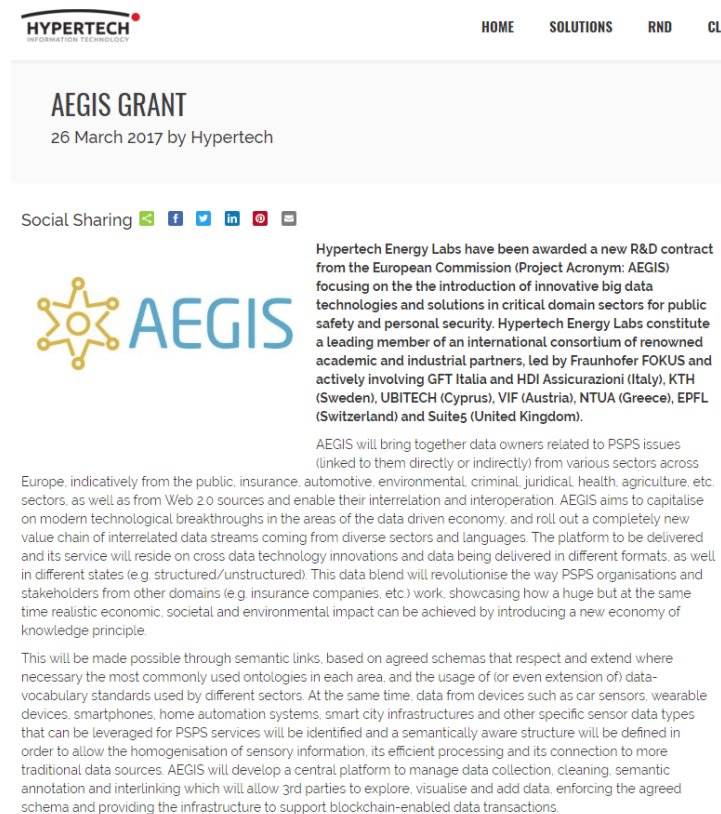 HYPERTECH
INFORMATION TECHNOLOGY
HOME SOLUTIONS RND CL
AEGIS GRANT
26 March 2017 by Hypertech
Social Sharing
AEGIS
Hypertech Energy Labs have been awarded a new R&D contract
from the European Commission (Project Acronym: AEGIS)
focusing on the the introduction of innovative big data
technologies and solutions in critical domain sectors for public
safety and personal security. Hypertech Energy Labs constitute
a leading member of an international consortium of renowned
academic and industrial partners, led by Fraunhofer FOKUS and
actively involving GFT Italia and HDI Assicurazioni (Italy), KTH
(Sweden), UBITECH (Cyprus), VIF (Austria), NTUA (Greece), EPFL
(Switzerland) and Suite5 (United Kingdom).
AEGIS will bring together data owners related to PSPS issues
(linked to them directly or indirectly) from various sectors across
Europe, indicatively from the public, insurance, automotive, environmental, criminal, juridical, health, agriculture, etc.
sectors, as well as from Web 2.0 sources and enable their interrelation and interoperation. AEGIS aims to capitalise
on modern technological breakthroughs in the areas of the data driven economy, and roll out a completely new
value chain of interrelated data streams coming from diverse sectors and languages. The platform to be delivered
and its service will reside on cross data technology innovations and data being delivered in different formats, as well
in different states (e.g. structured/unstructured). This data blend will revolutionise the way PSPS organisations and
stakeholders from other domains (e.g. insurance companies, etc.) work, showcasing how a huge but at the same
time realistic economic, societal and environmental impact can be achieved by introducing a new economy of
knowledge principle.
This will be made possible through semantic links, based on agreed schemas that respect and extend where
necessary the most commonly used ontologies in each area, and the usage of (or even extension of) data-
vocabulary standards used by different sectors. At the same time, data from devices such as car sensors, wearable
devices, smartphones, home automation systems, smart city infrastructures and other specific sensor data types
that can be leveraged for PSPS services will be identified and a semantically aware structure will be defined in
order to allow the homogenisation of sensory information, its efficient processing and its connection to more
traditional data sources. AEGIS will develop a central platform to manage data collection, cleaning, semantic
annotation and interlinking which will allow 3rd parties to explore, visualise and add data, enforcing the agreed
schema and providing the infrastructure to support blockchain-enabled data transactions.